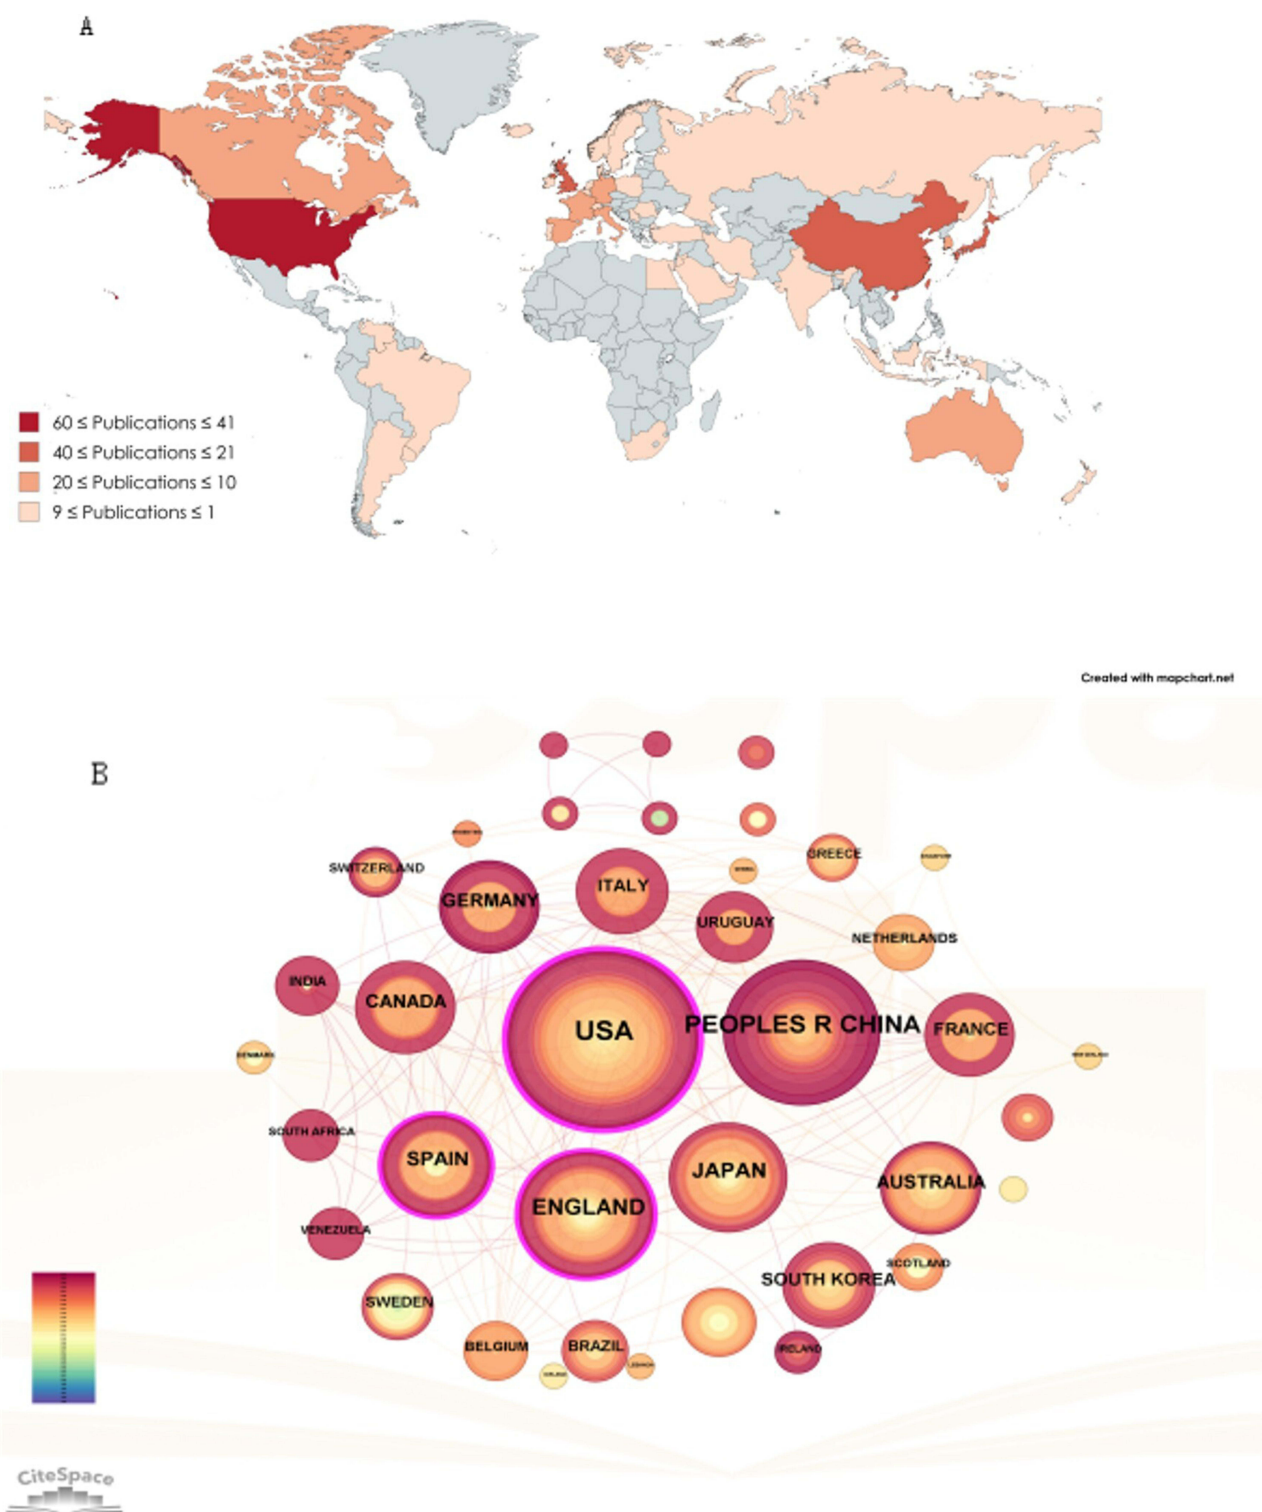 A
60 ≤ Publications ≤ 41
40 ≤ Publications ≤ 21
20 ≤ Publications ≤ 10
9 ≤ Publications ≤ 1
Created with mapchart.net
B
SWITZERLAND
GERMANY
ITALY
GREECE
URUGUAY
NETHERLANDS
INDIA
CANADA
USA
PEOPLES R CHINA
FRANCE
DENMARK
SOUTH AFRICA
SPAIN
ENGLAND
JAPAN
AUSTRALIA
VENEZUELA
SWEDEN
SOUTH KOREA
SCOTLAND
BELGIUM
BRAZIL
IRELAND
LEBANON
CiteSpace